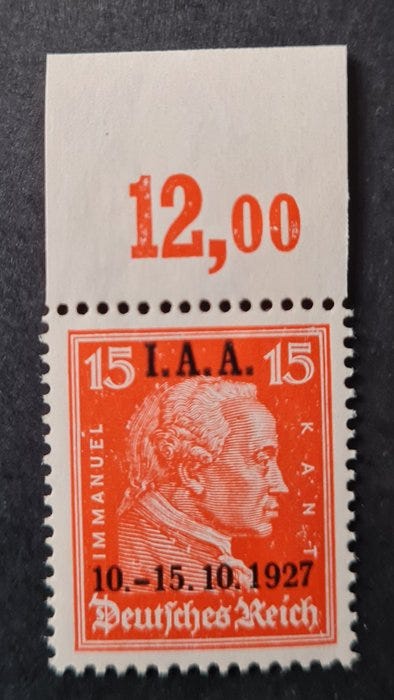 12,00
15 I.A.A. 15
IMMANUEL
KANT
10.-15.10.1927
Deutsches Reich